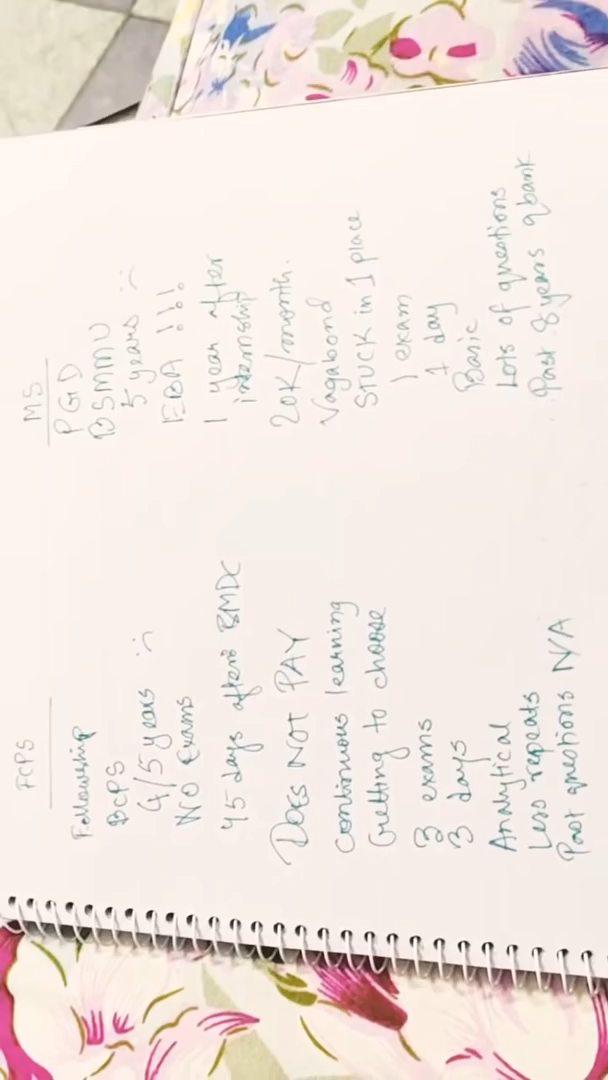 FCPS
Fellowship
BCPS
4/5 years :(
NO Exams
45 days after BMDC
DOES NOT PAY
continuous learning
Getting to choose
3 exams
3 days
Analytical
Less repeats
Past questions N/A
MS
PGD
BSMMU
5 years :(
EBA !!!
1 year after
internship
20K/month.
Vagabond
STUCK in 1 place
1 exam
1 day
Basic
Lots of questions
Past 8 years qbank